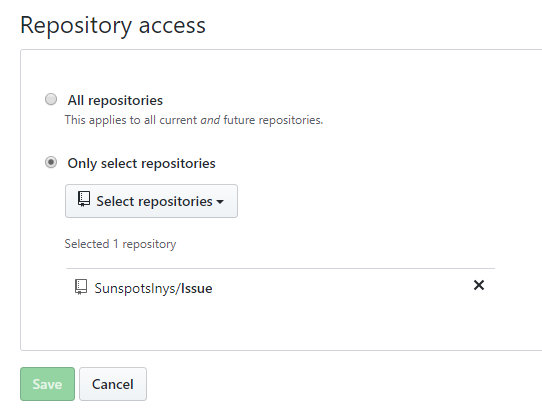 Repository access
All repositories
This applies to all current and future repositories.
Only select repositories
Select repositories
Selected 1 repository
SunspotsInys/Issue
Save
Cancel